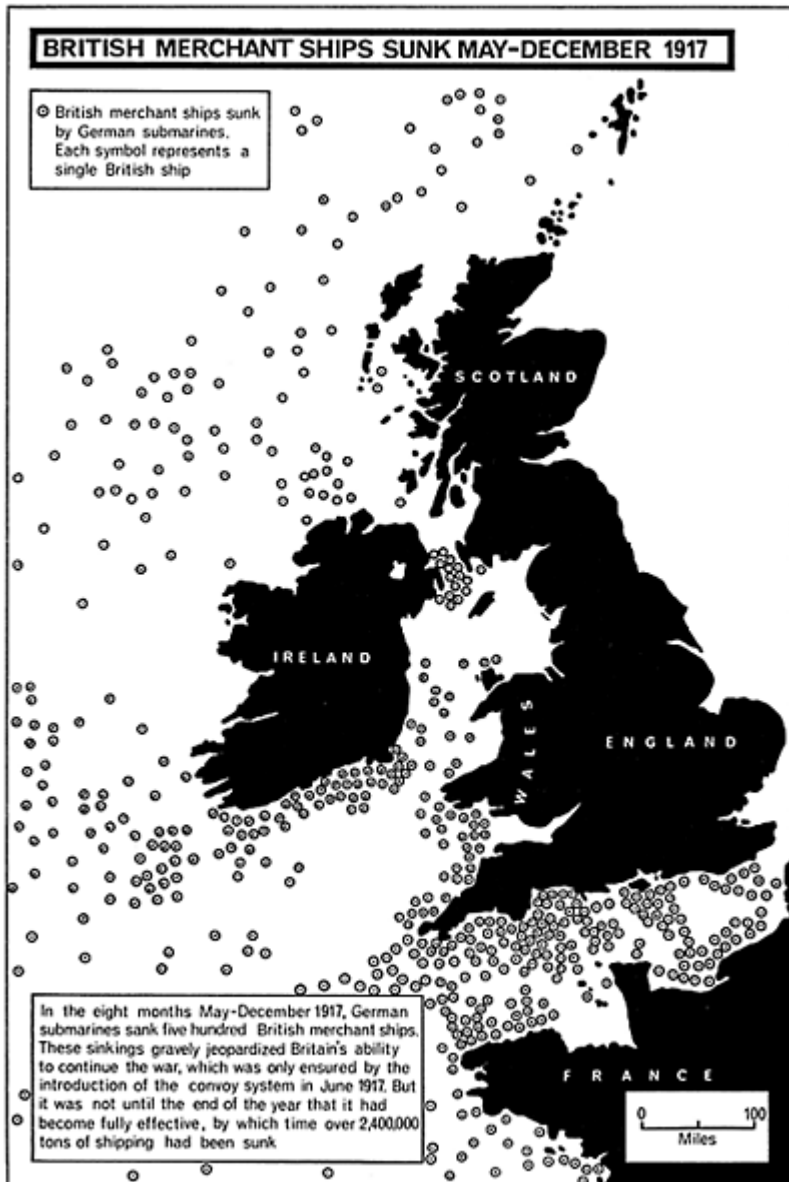 BRITISH MERCHANT SHIPS SUNK MAY-DECEMBER 1917
British merchant ships sunk
by German submarines.
Each symbol represents a
single British ship
SCOTLAND
IRELAND
WALES
ENGLAND
In the eight months May-December 1917, German
submarines sank five hundred British merchant ships.
These sinkings gravely jeopardized Britain's ability
to continue the war, which was only ensured by the
introduction of the convoy system in June 1917. But
it was not until the end of the year that it had
become fully effective, by which time over 2,400,000
tons of shipping had been sunk
FRANCE
0 100
Miles